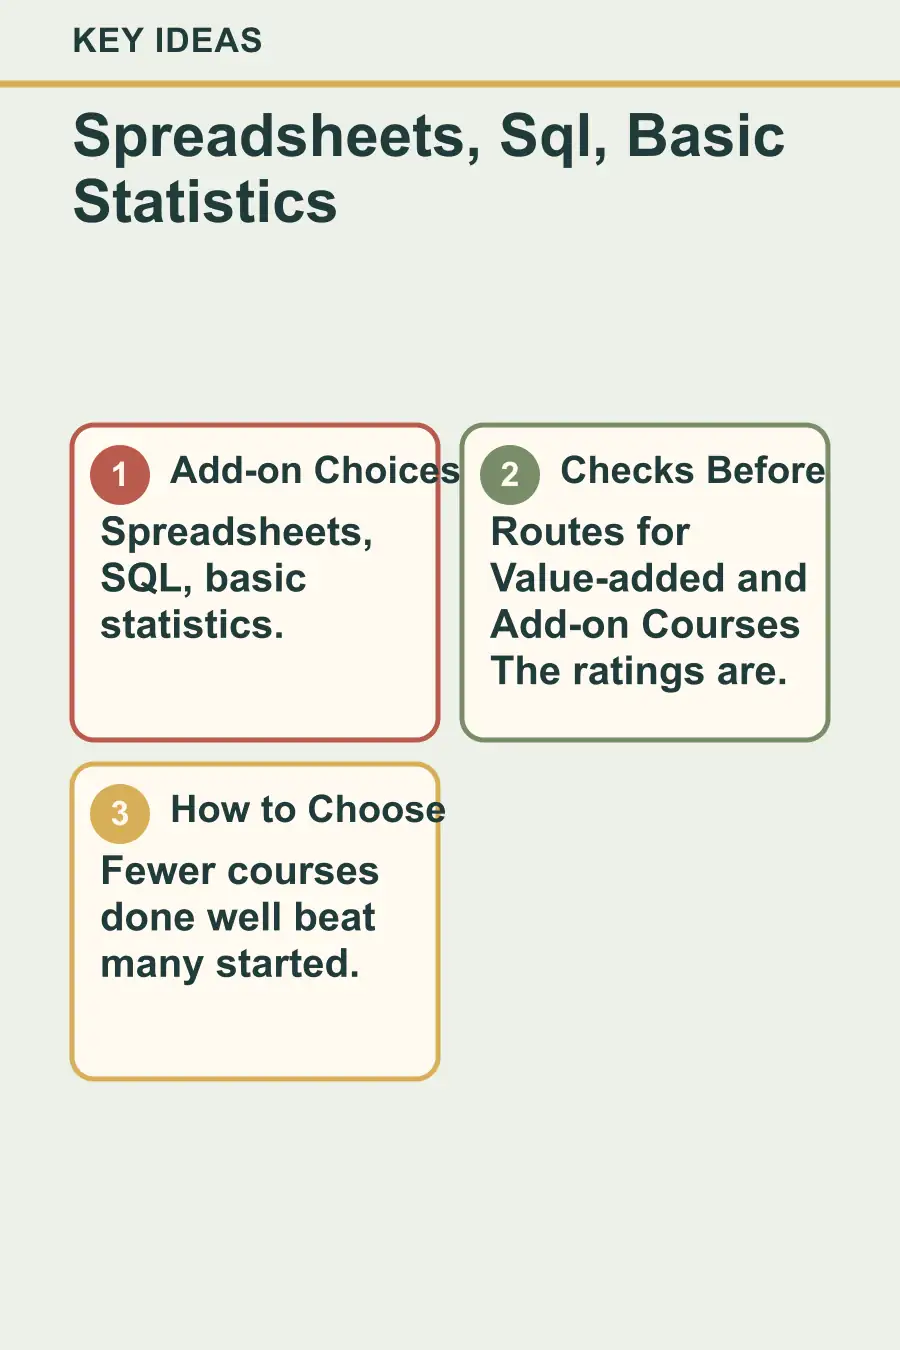 KEY IDEAS
Spreadsheets, Sql, Basic
Statistics
1 Add-on Choices
Spreadsheets,
SQL, basic
statistics.
2 Checks Before
Routes for
Value-added and
Add-on Courses
The ratings are.
3 How to Choose
Fewer courses
done well beat
many started.